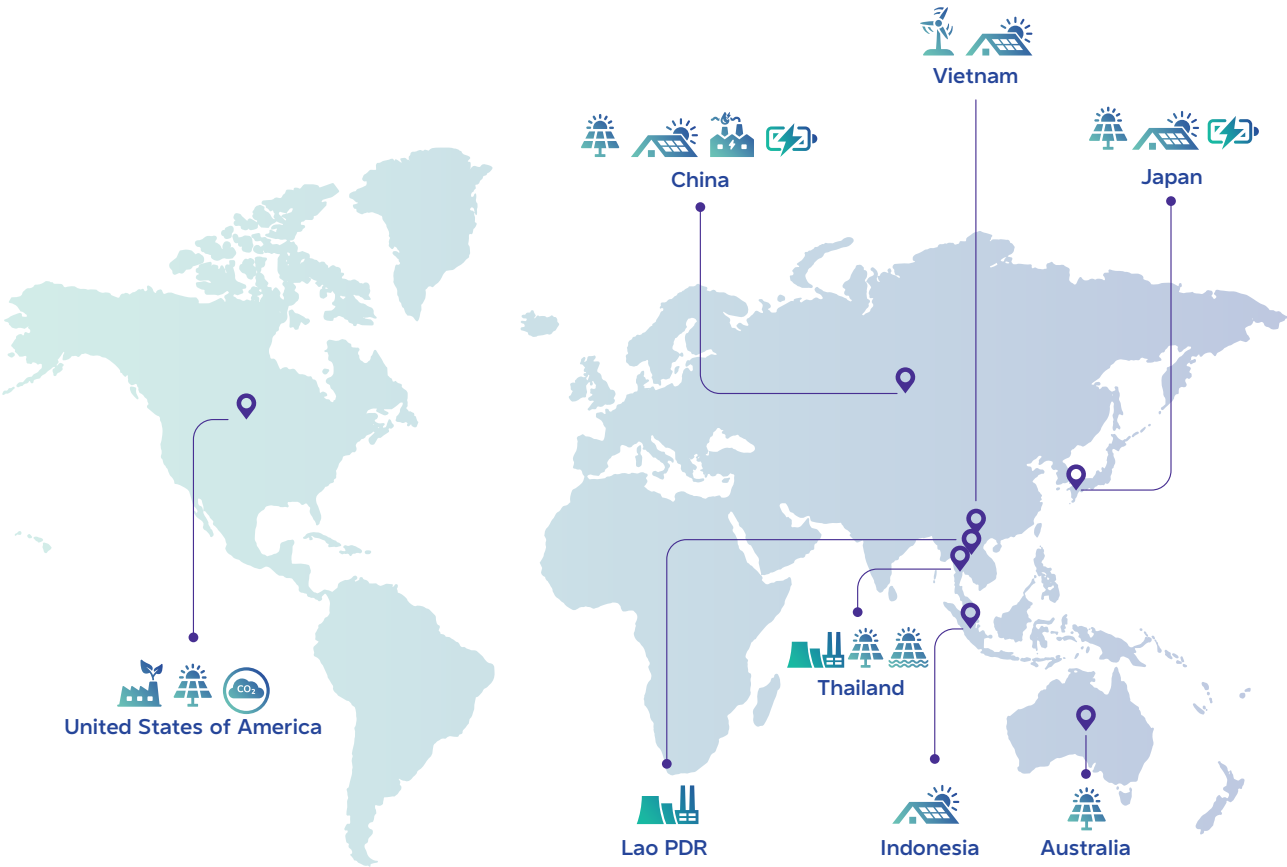 Vietnam
China
Japan
Thailand
CO₂
United States of America
Lao PDR
Indonesia
Australia